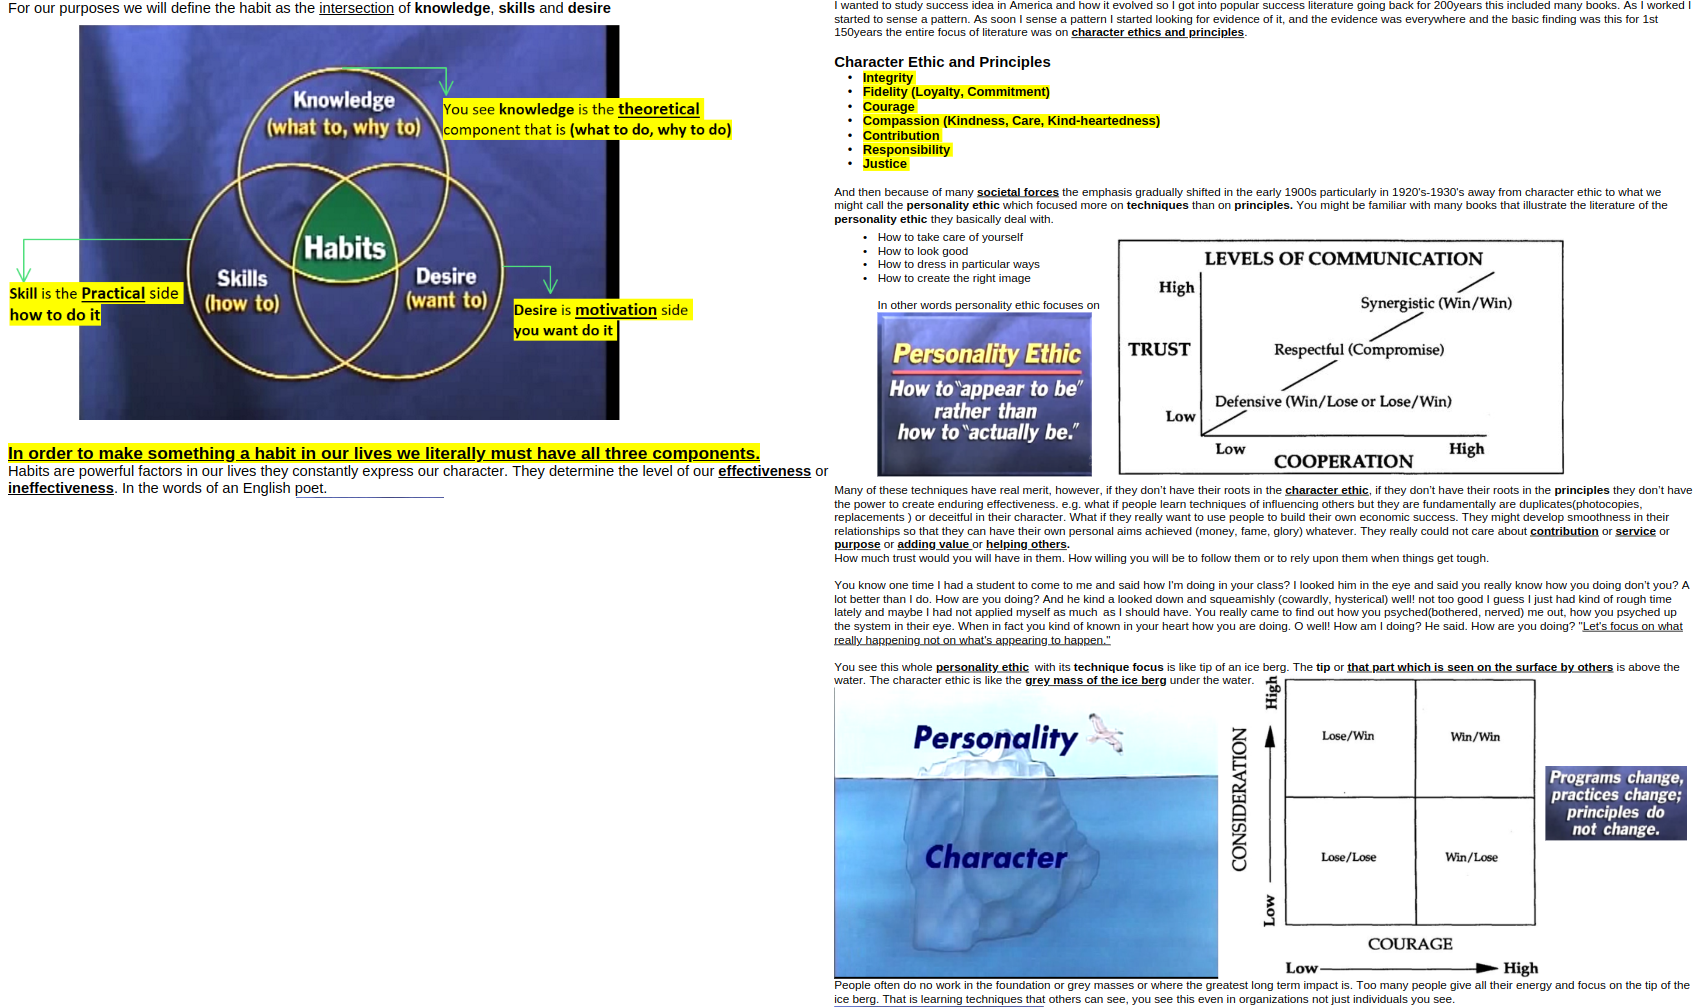 For our purposes we will define the habit as the intersection of knowledge, skills and desire
Knowledge
(what to, why to)
You see knowledge is the theoretical
component that is (what to do, why to do)
Habits
Skills
(how to)
Desire
(want to)
Skill is the Practical side
how to do it
Desire is motivation side
you want do it
In order to make something a habit in our lives we literally must have all three components.
Habits are powerful factors in our lives they constantly express our character. They determine the level of our effectiveness or
ineffectiveness. In the words of an English poet.
I wanted to study success idea in America and how it evolved so I got into popular success literature going back for 200years this included many books. As I worked I
started to sense a pattern. As soon I sense a pattern I started looking for evidence of it, and the evidence was everywhere and the basic finding was this for 1st
150years the entire focus of literature was on character ethics and principles.
Character Ethic and Principles
• Integrity
• Fidelity (Loyalty, Commitment)
• Courage
• Compassion (Kindness, Care, Kind-heartedness)
• Contribution
• Responsibility
• Justice
And then because of many societal forces the emphasis gradually shifted in the early 1900s particularly in 1920's-1930's away from character ethic to what we
might call the personality ethic which focused more on techniques than on principles. You might be familiar with many books that illustrate the literature of the
personality ethic they basically deal with.
• How to take care of yourself
• How to look good
• How to dress in particular ways
• How to create the right image
In other words personality ethic focuses on
Personality Ethic
How to "appear to be"
rather than
how to "actually be."
LEVELS OF COMMUNICATION
High
Synergistic (Win/Win)
TRUST
Respectful (Compromise)
Defensive (Win/Lose or Lose/Win)
Low
Low
High
COOPERATION
Many of these techniques have real merit, however, if they don't have their roots in the character ethic, if they don't have their roots in the principles they don't have
the power to create enduring effectiveness. e.g. what if people learn techniques of influencing others but they are fundamentally are duplicates(photocopies,
replacements ) or deceitful in their character. What if they really want to use people to build their own economic success. They might develop smoothness in their
relationships so that they can have their own personal aims achieved (money, fame, glory) whatever. They really could not care about contribution or service or
purpose or adding value or helping others.
How much trust would you will have in them. How willing you will be to follow them or to rely upon them when things get tough.
You know one time I had a student to come to me and said how I'm doing in your class? I looked him in the eye and said you really know how you doing don't you? A
lot better than I do. How are you doing? And he kind a looked down and squeamishly (cowardly, hysterical) well! not too good I guess I just had kind of rough time
lately and maybe I had not applied myself as much as I should have. You really came to find out how you psyched(bothered, nerved) me out, how you psyched up
the system in their eye. When in fact you kind of known in your heart how you are doing. O well! How am I doing? He said. How are you doing? "Let's focus on what
really happening not on what's appearing to happen."
You see this whole personality ethic with its technique focus is like tip of an ice berg. The tip or that part which is seen on the surface by others is above the
water. The character ethic is like the grey mass of the ice berg under the water.
Personality
Character
High
CONSIDERATION
Low
Lose/Win
Win/Win
Lose/Lose
Win/Lose
COURAGE
Low
High
Programs change,
practices change;
principles do
not change.
People often do no work in the foundation or grey masses or where the greatest long term impact is. Too many people give all their energy and focus on the tip of the
ice berg. That is learning techniques that others can see, you see this even in organizations not just individuals you see.